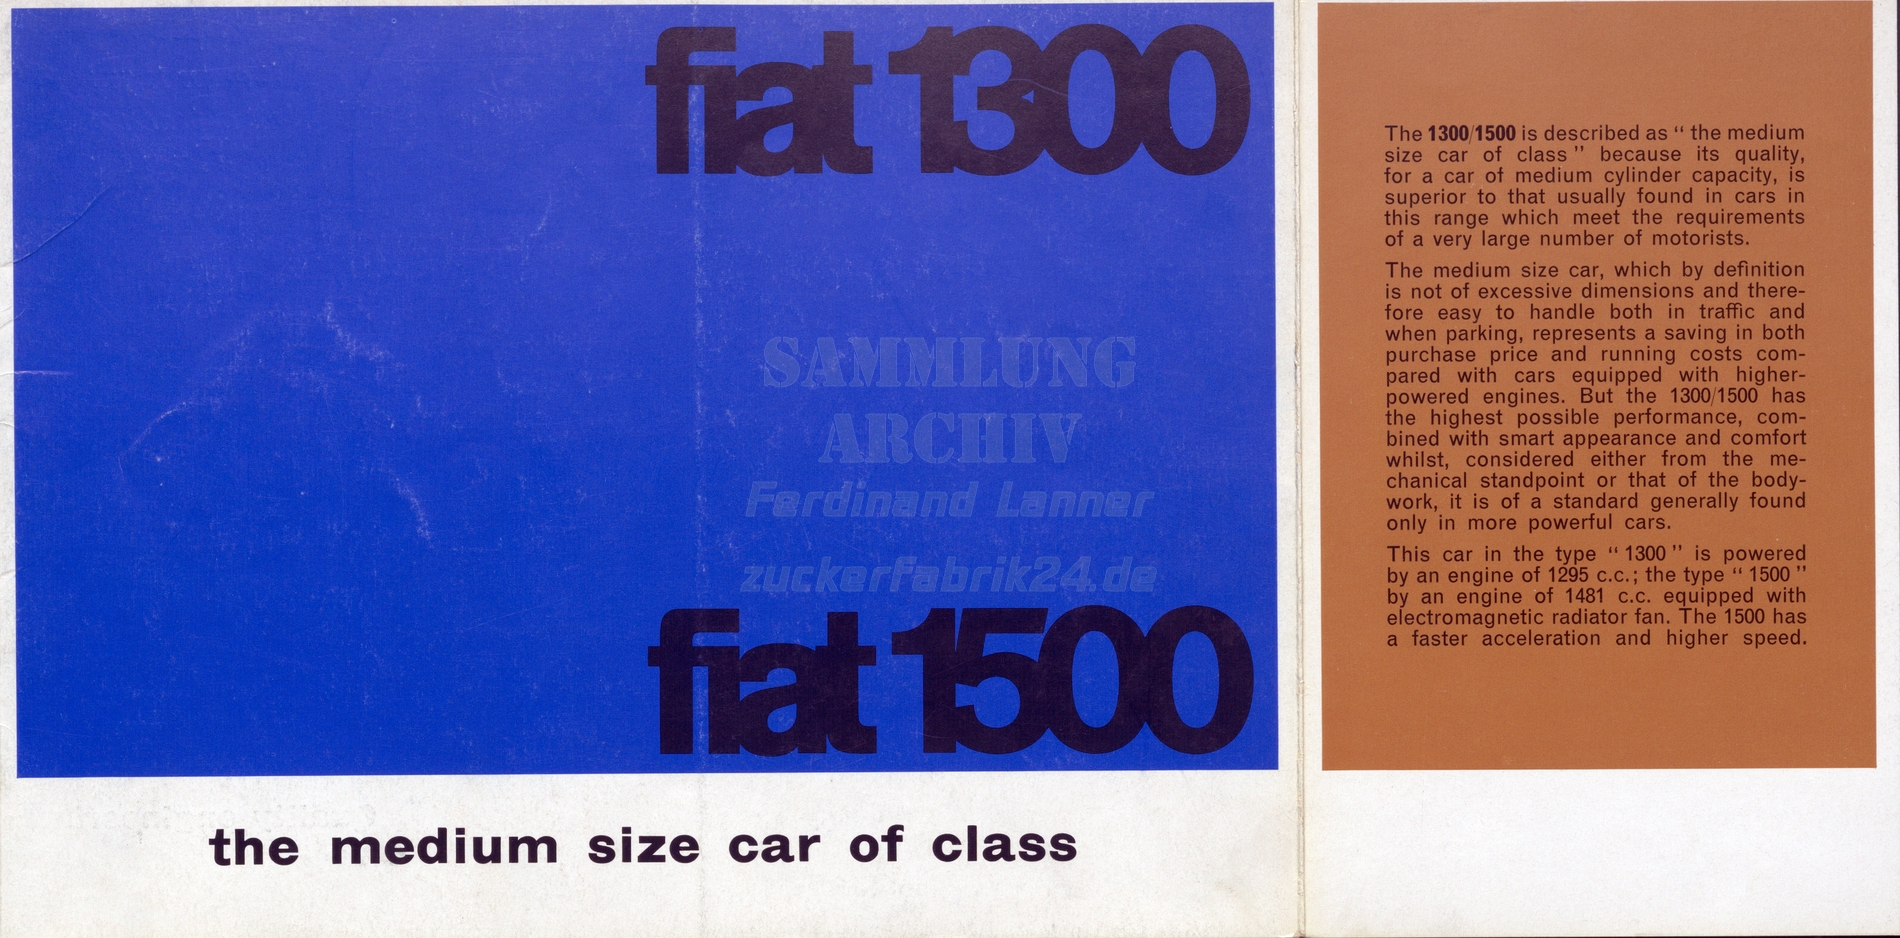 fiat 1300
SAMMLUNG
ARCHIV
Ferdinand Lanner
zuckerfabrik24.de
fiat 1500
the medium size car of class
The 1300/1500 is described as “ the medium
size car of class ” because its quality,
for a car of medium cylinder capacity, is
superior to that usually found in cars in
this range which meet the requirements
of a very large number of motorists.
The medium size car, which by definition
is not of excessive dimensions and there-
fore easy to handle both in traffic and
when parking, represents a saving in both
purchase price and running costs com-
pared with cars equipped with higher-
powered engines. But the 1300/1500 has
the highest possible performance, com-
bined with smart appearance and comfort
whilst, considered either from the me-
chanical standpoint or that of the body-
work, it is of a standard generally found
only in more powerful cars.
This car in the type “ 1300 ” is powered
by an engine of 1295 c.c.; the type “ 1500 ”
by an engine of 1481 c.c. equipped with
electromagnetic radiator fan. The 1500 has
a faster acceleration and higher speed.